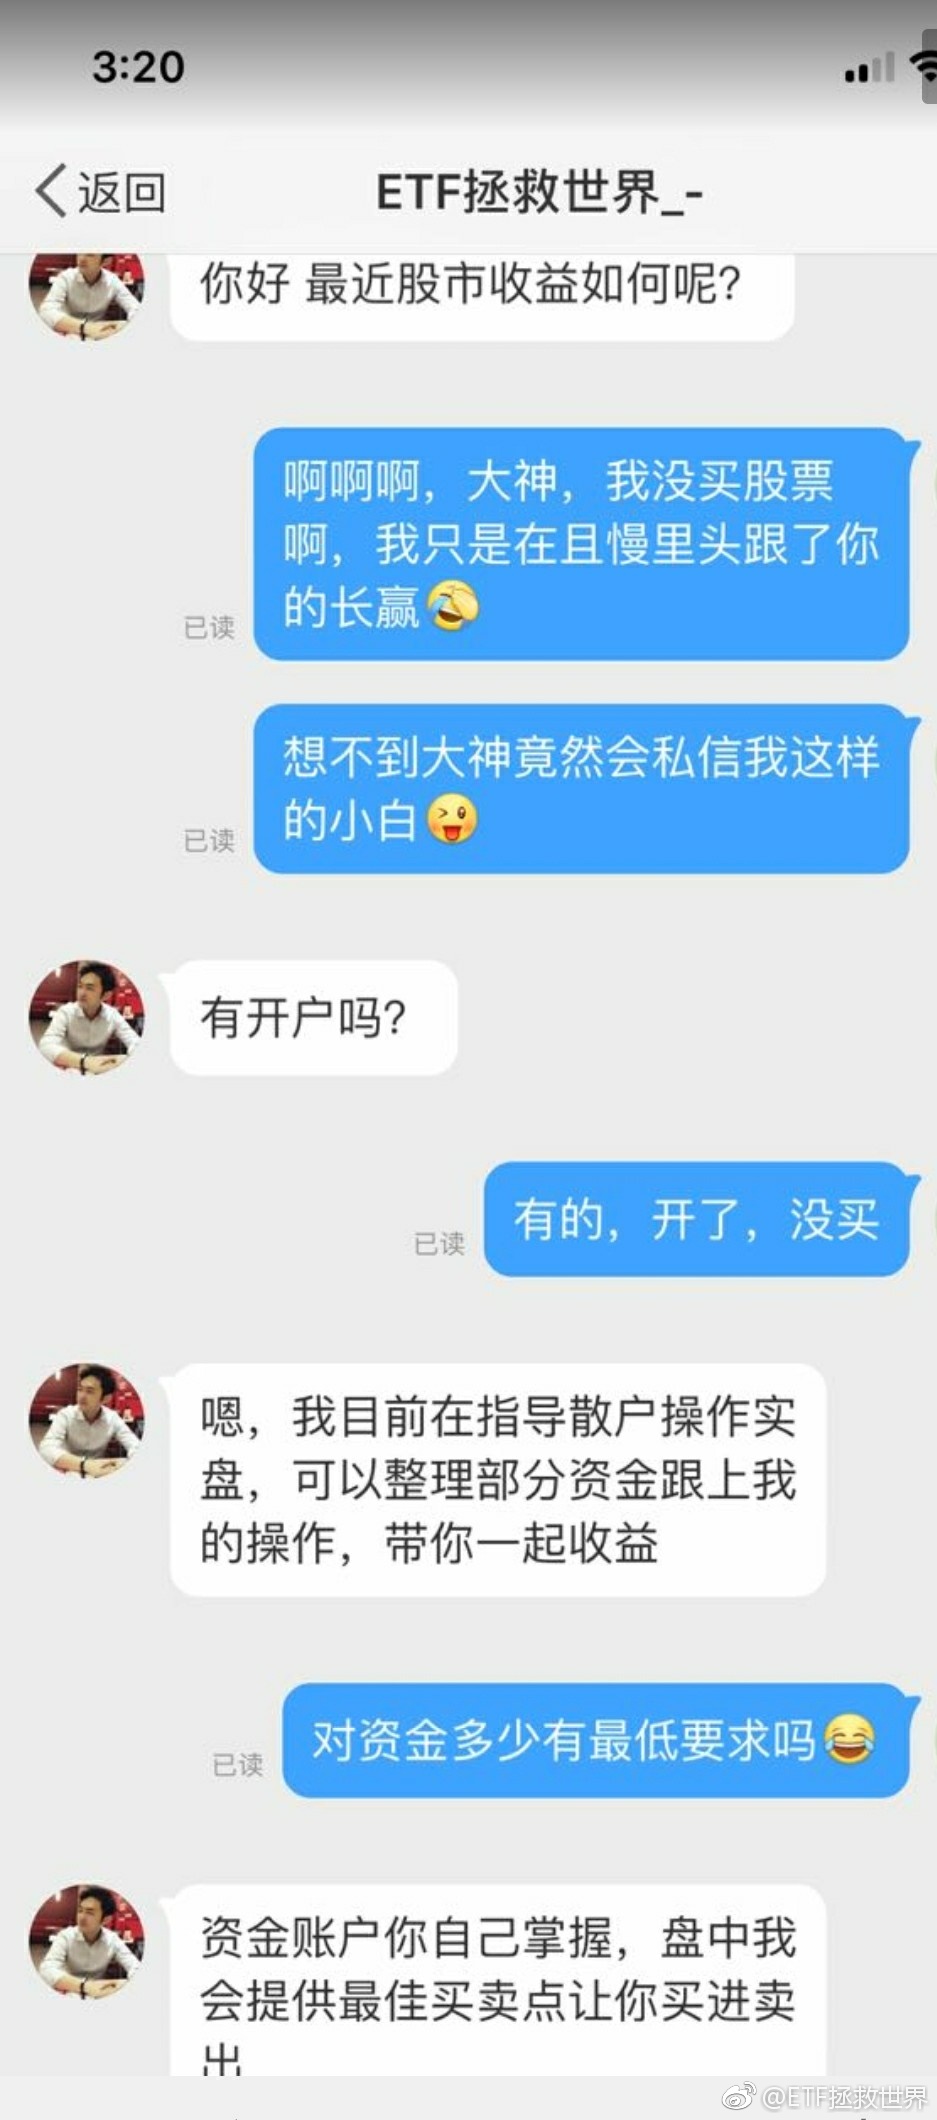 3:20
返回
ETF拯救世界_-
你好 最近股市收益如何呢？
啊啊啊，大神，我没买股票
啊，我只是在且慢里头跟了你
的长赢🤣
已读
想不到大神竟然会私信我这样
的小白😜
已读
有开户吗？
有的，开了，没买
已读
嗯，我目前在指导散户操作实
盘，可以整理部分资金跟上我
的操作，带你一起收益
对资金多少有最低要求吗😂
已读
资金账户你自己掌握，盘中我
会提供最佳买卖点让你买进卖
出
@ETF拯救世界